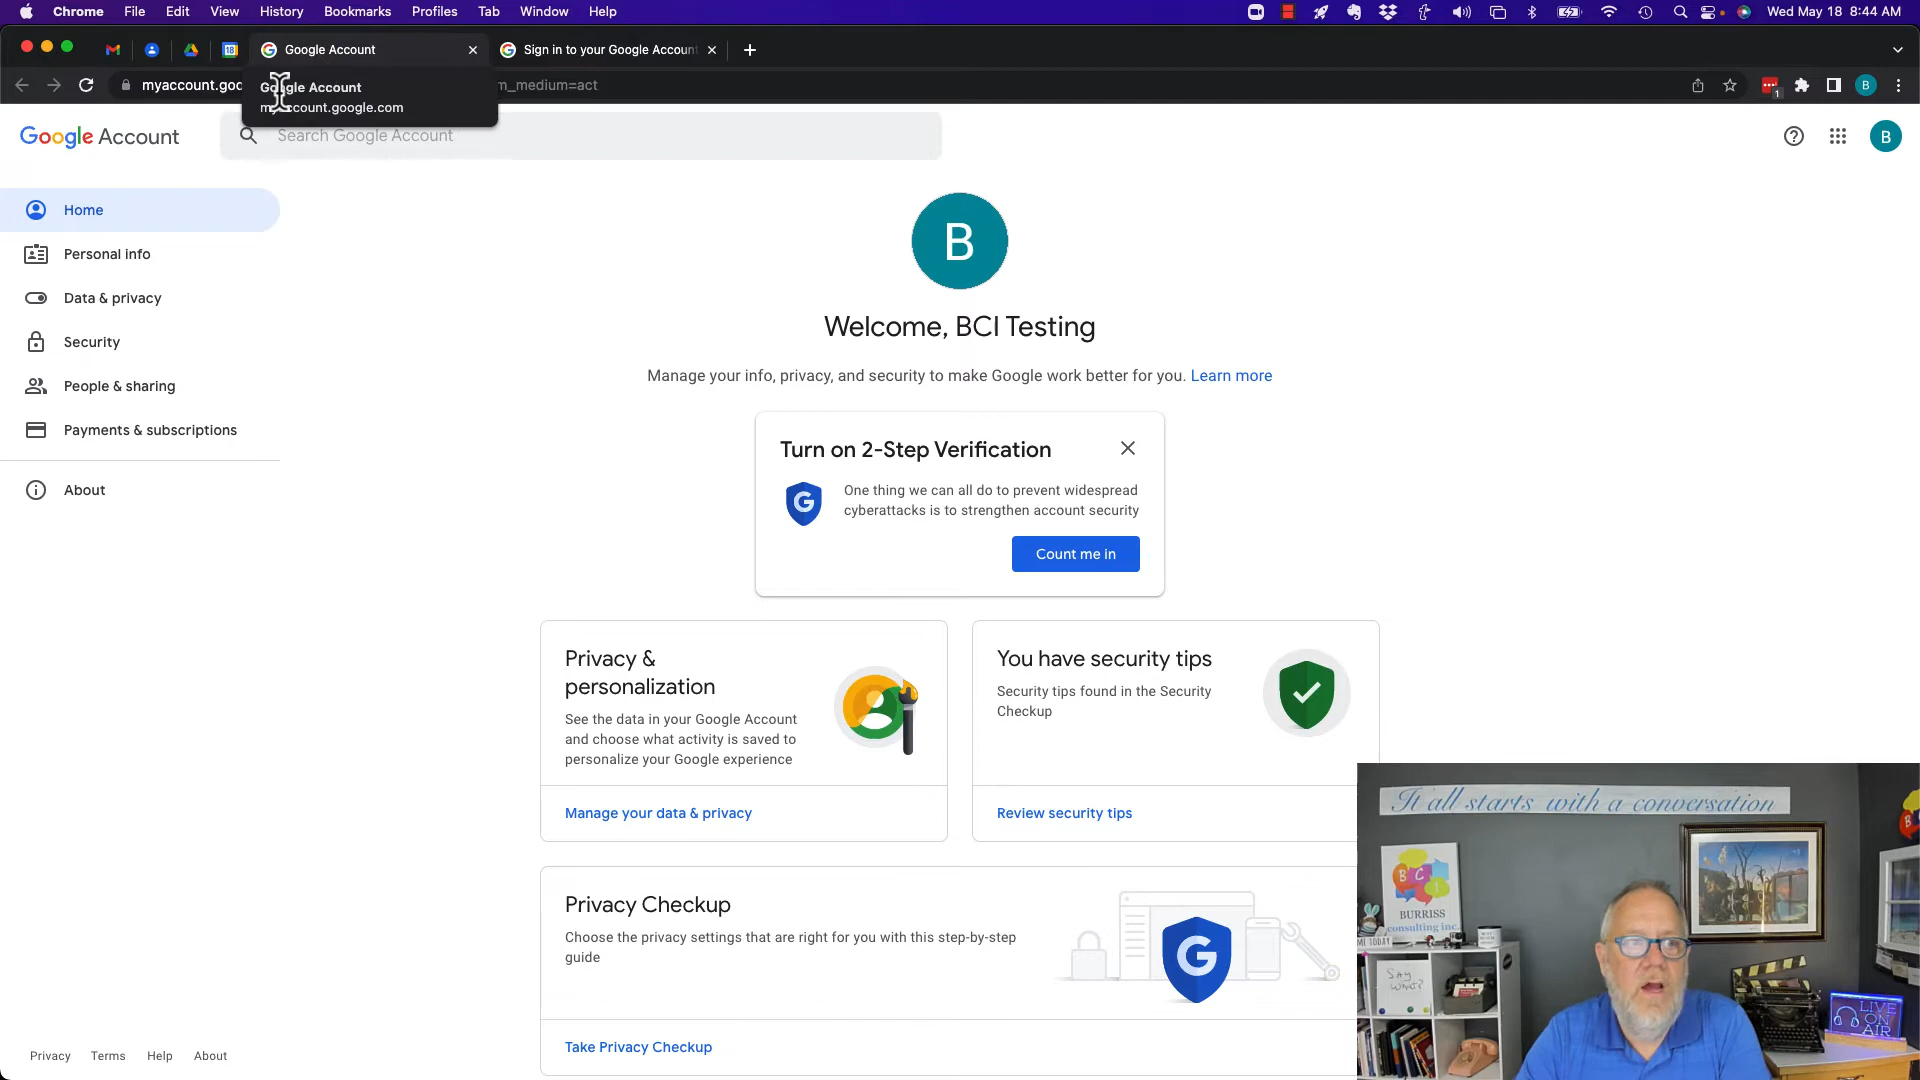 Chrome File Edit View History Bookmarks Profiles Tab Window Help
Wed May 18 8:44 AM
18
Google Account
Sign in to your Google Accoun
myaccount.goo
m_medium=act
1
B
Google Account
myaccount.google.com
Google Account
Search Google Account
B
Home
Personal info
Data & privacy
Security
People & sharing
Payments & subscriptions
About
B
Welcome, BCI Testing
Manage your info, privacy, and security to make Google work better for you. Learn more
Turn on 2-Step Verification
G
One thing we can all do to prevent widespread
cyberattacks is to strengthen account security
Count me in
Privacy &
personalization
See the data in your Google Account
and choose what activity is saved to
personalize your Google experience
Manage your data & privacy
You have security tips
Security tips found in the Security
Checkup
Review security tips
Privacy Checkup
Choose the privacy settings that are right for you with this step-by-step
guide
G
Take Privacy Checkup
Privacy Terms Help About
It all starts with a conversation
B C I
BURRISS
consulting inc.
SAY
WHAT?
LIVE
ON AIR